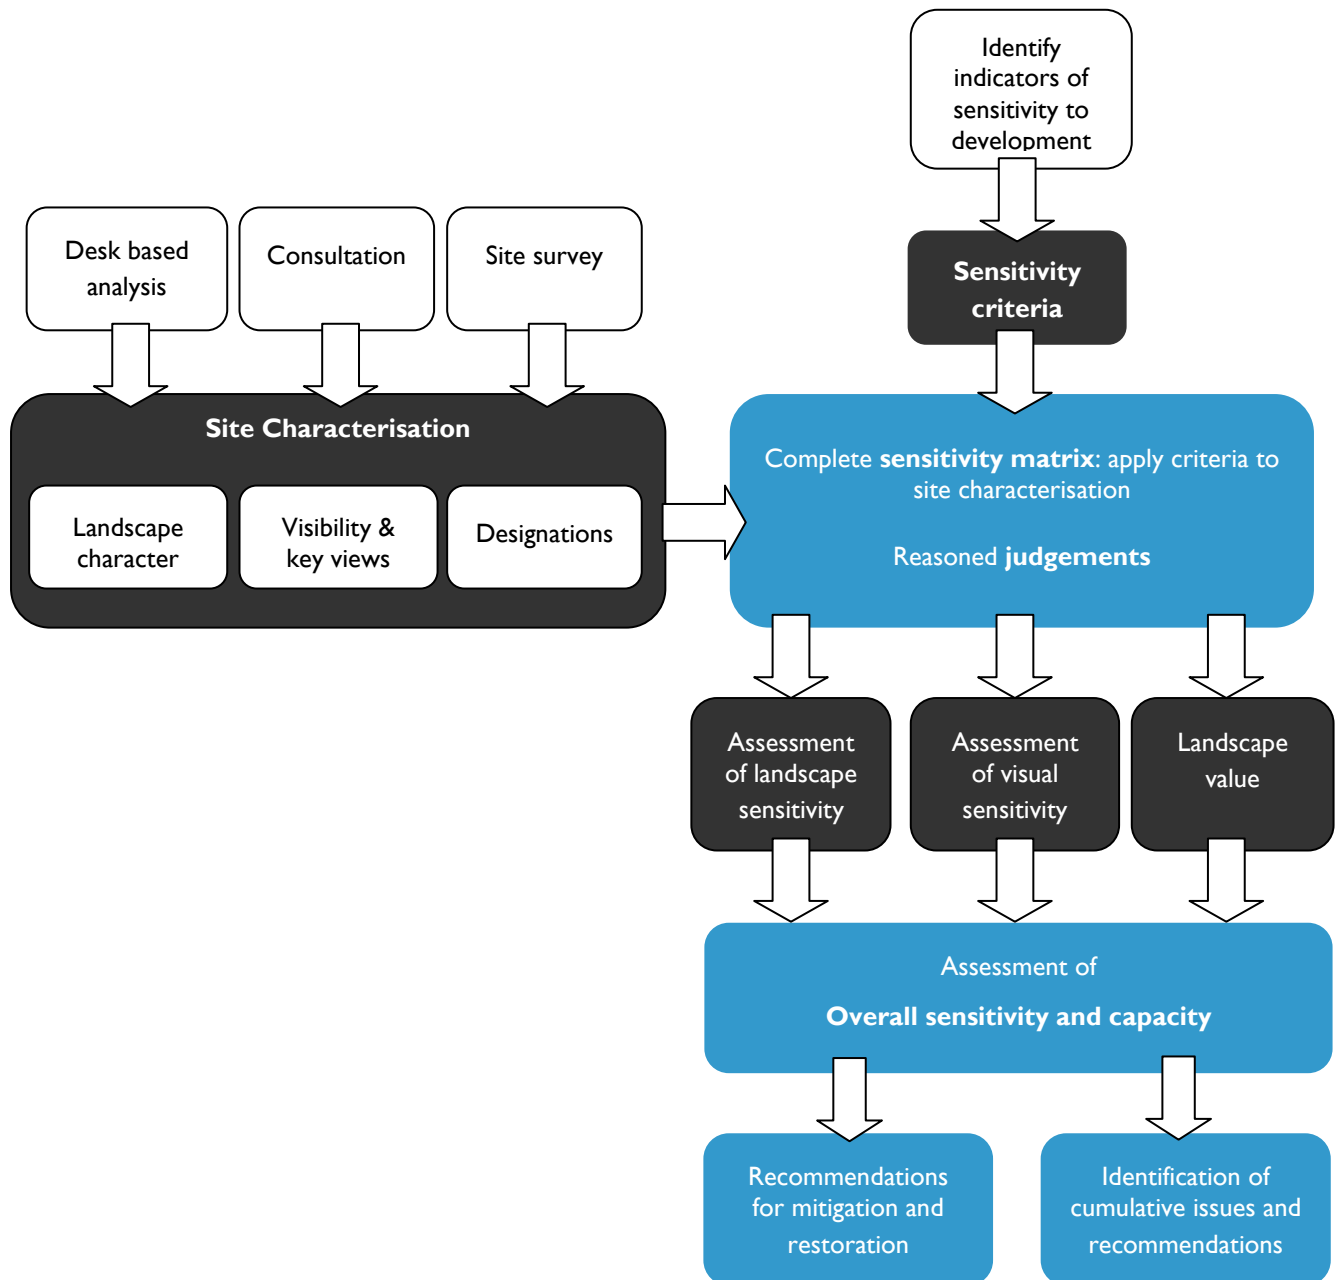 Identify
indicators of
sensitivity to
development
Desk based
analysis
Consultation
Site survey
Sensitivity
criteria
Site Characterisation
Landscape
character
Visibility &
key views
Designations
Complete sensitivity matrix: apply criteria to
site characterisation
Reasoned judgements
Assessment
of landscape
sensitivity
Assessment
of visual
sensitivity
Landscape
value
Assessment of
Overall sensitivity and capacity
Recommendations
for mitigation and
restoration
Identification of
cumulative issues and
recommendations